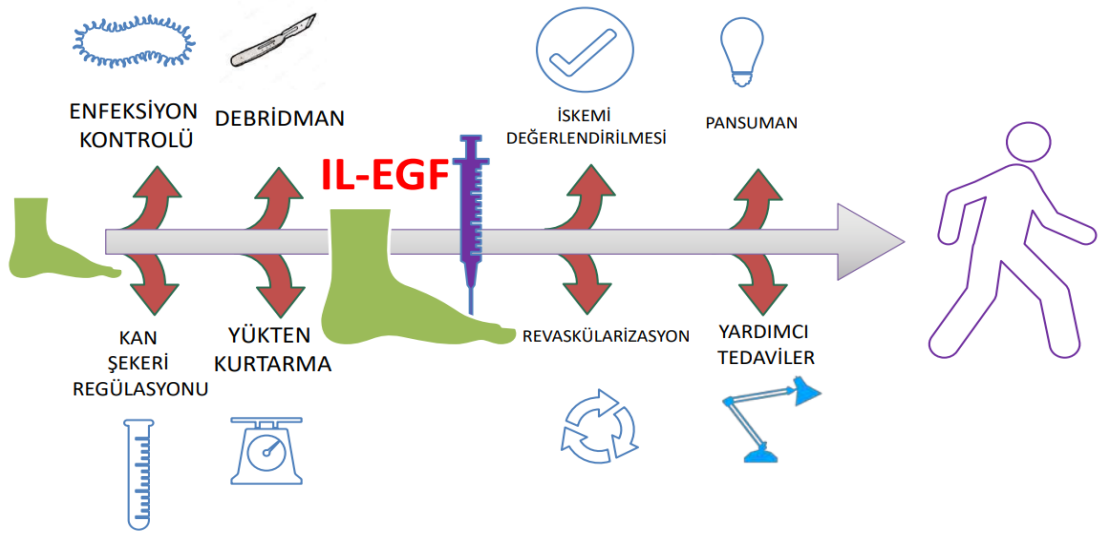 ENFEKSİYON
KONTROLÜ
DEBRİDMAN
IL-EGF
İSKEMİ
DEĞERLENDİRİLMESİ
PANSUMAN
KAN
ŞEKERİ
REGÜLASYONU
YÜKTEN
KURTARMA
REVASKÜLARİZASYON
YARDIMCI
TEDAVİLER